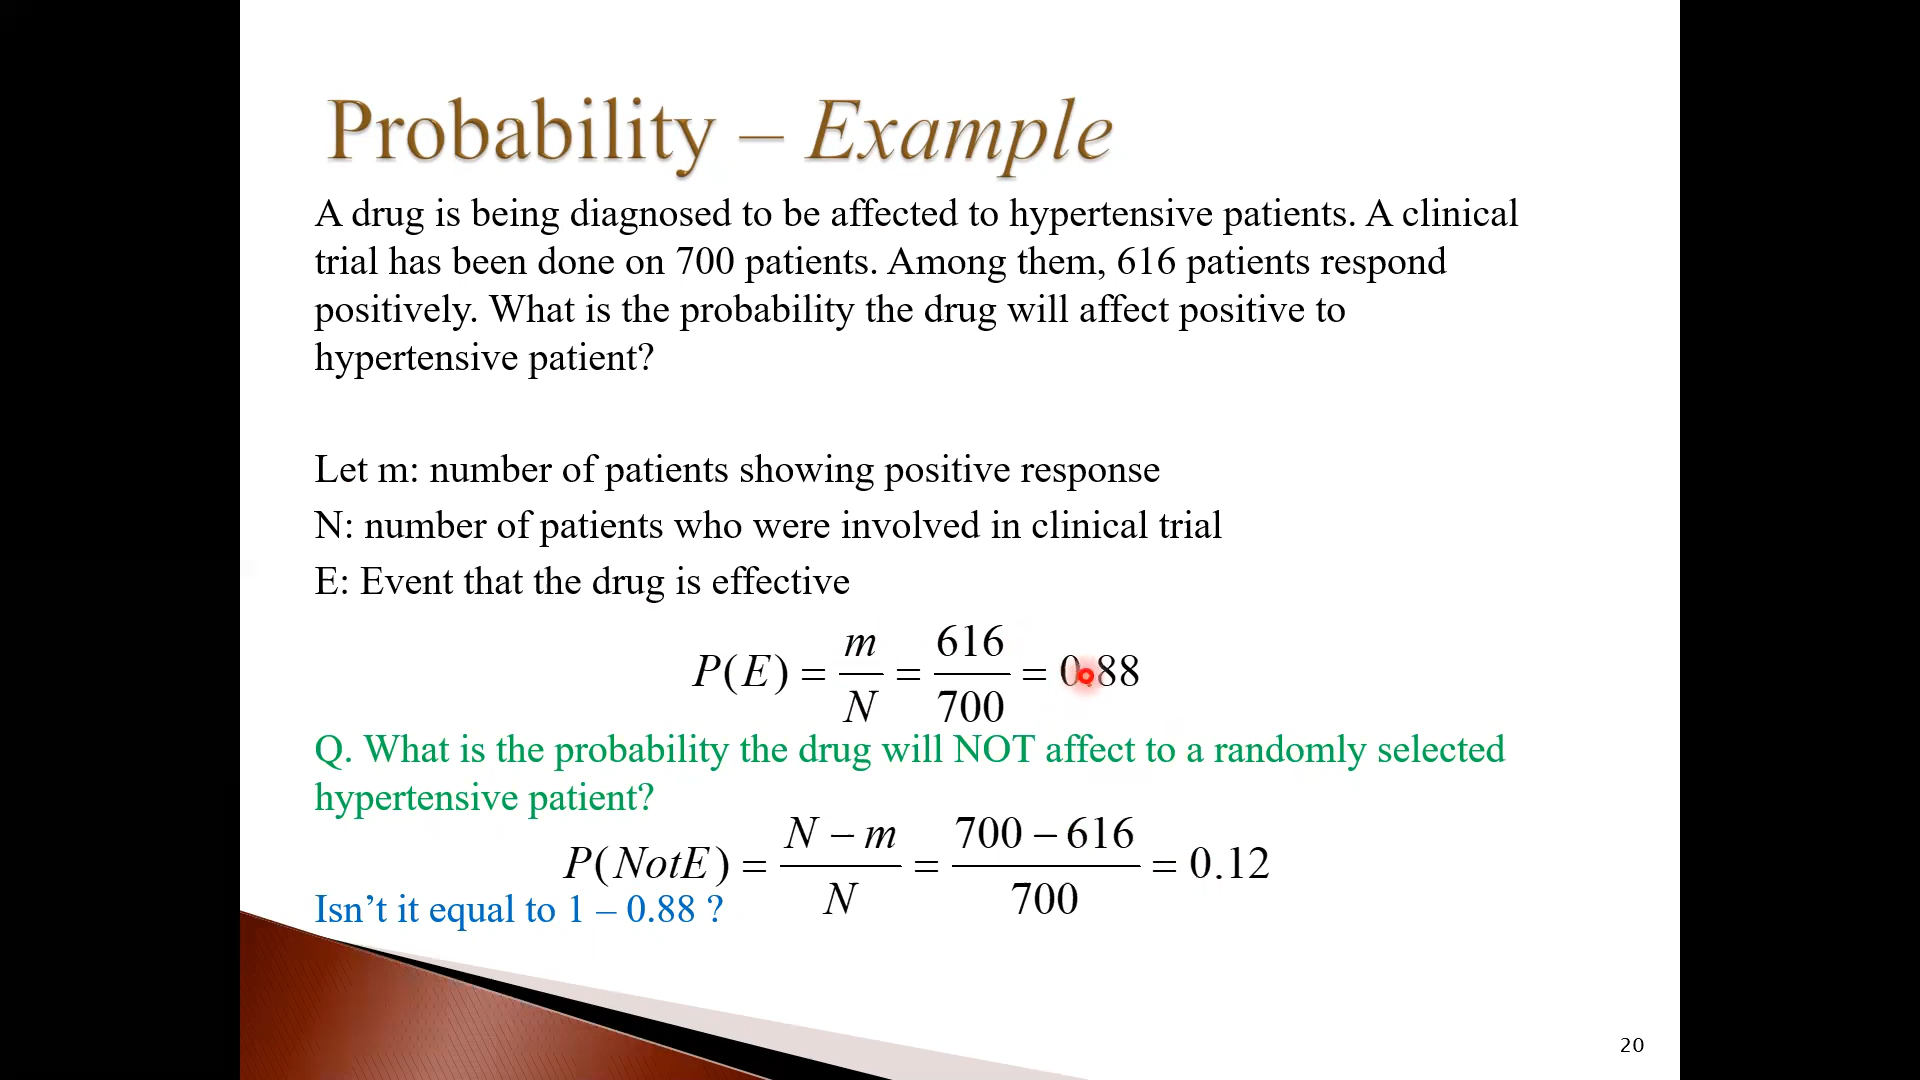 Probability – Example
A drug is being diagnosed to be affected to hypertensive patients. A clinical
trial has been done on 700 patients. Among them, 616 patients respond
positively. What is the probability the drug will affect positive to
hypertensive patient?
Let m: number of patients showing positive response
N: number of patients who were involved in clinical trial
E: Event that the drug is effective
P(E) = m/N = 616/700 = 0.88
Q. What is the probability the drug will NOT affect to a randomly selected
hypertensive patient?
P(NotE) = N − m/N = 700 − 616/700 = 0.12
Isn’t it equal to 1 – 0.88 ?
20